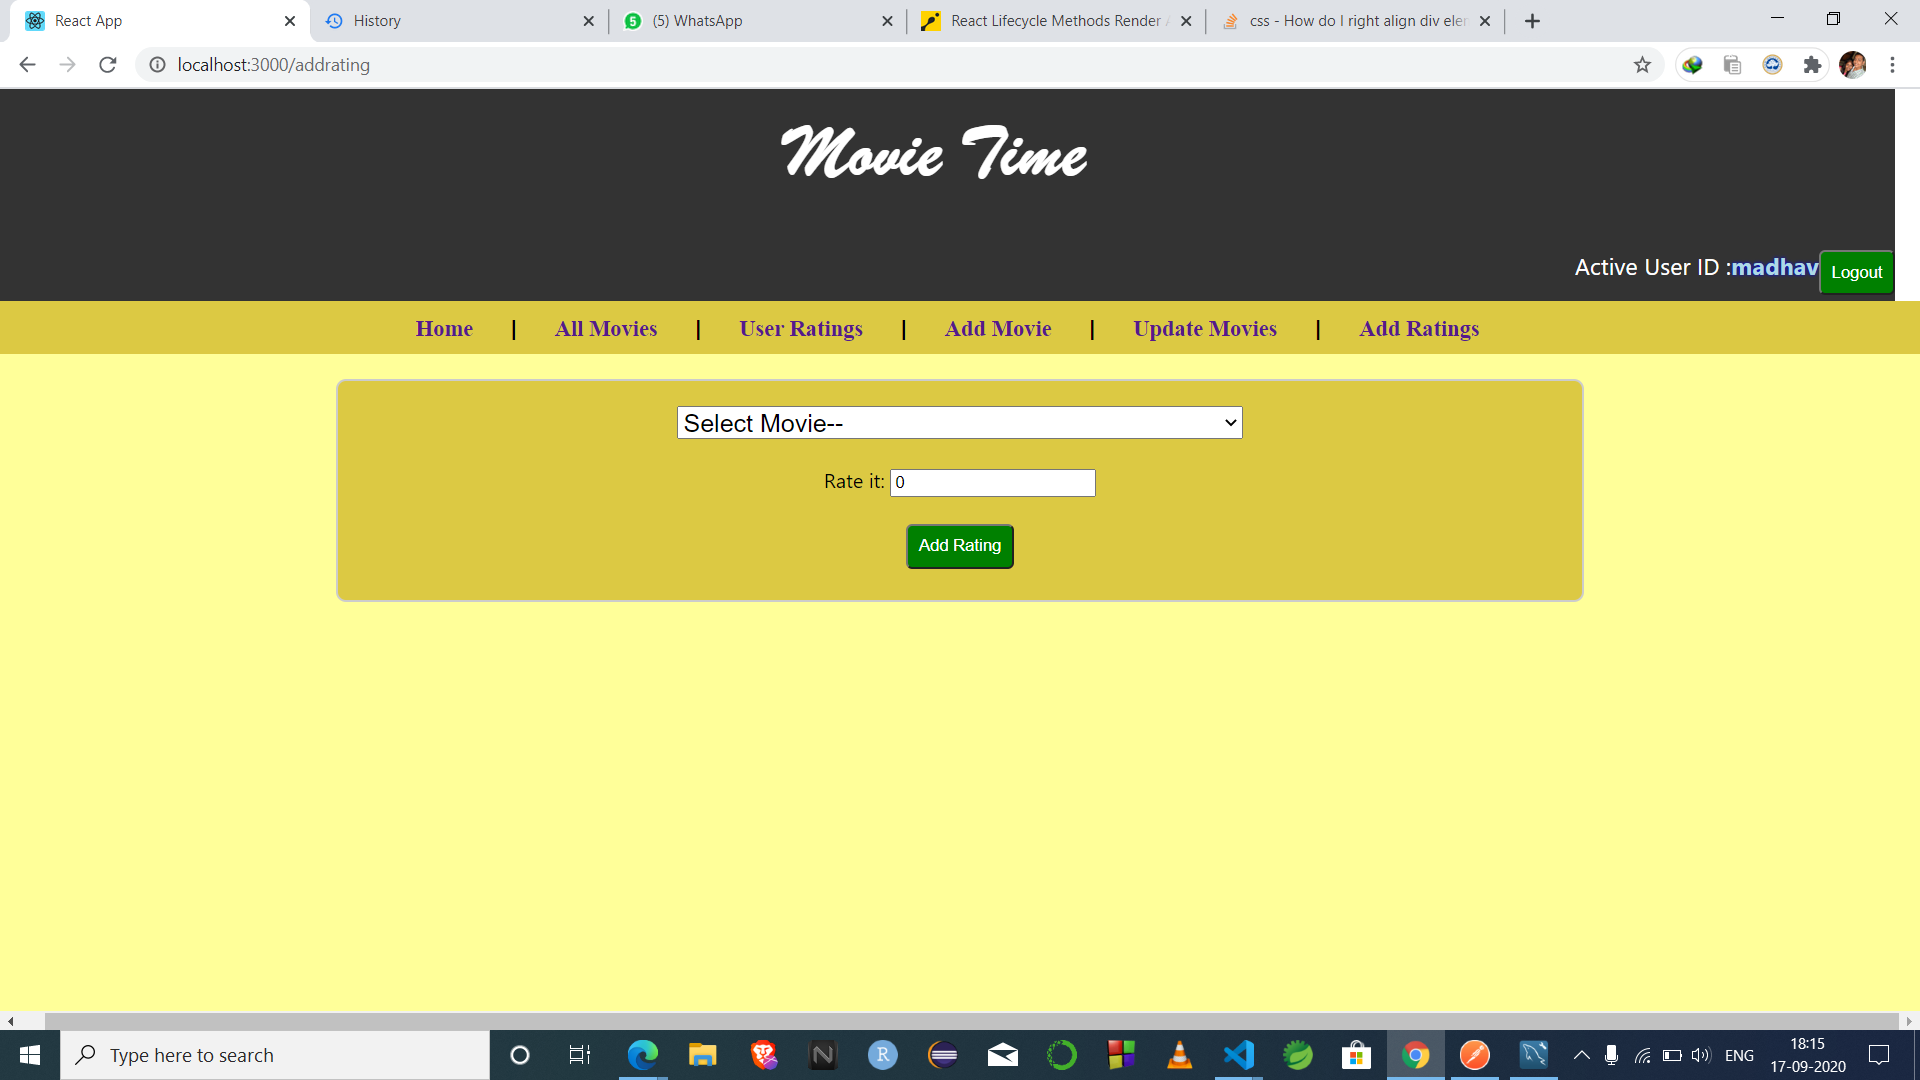 React App
History
(5) WhatsApp
React Lifecycle Methods Render
css - How do I right align div
localhost:3000/addrating
Movie Time
Active User ID :madhav
Logout
Home | All Movies | User Ratings | Add Movie | Update Movies | Add Ratings
Select Movie--
Rate it: 0
Add Rating
Type here to search
N
R
ENG
18:15
17-09-2020